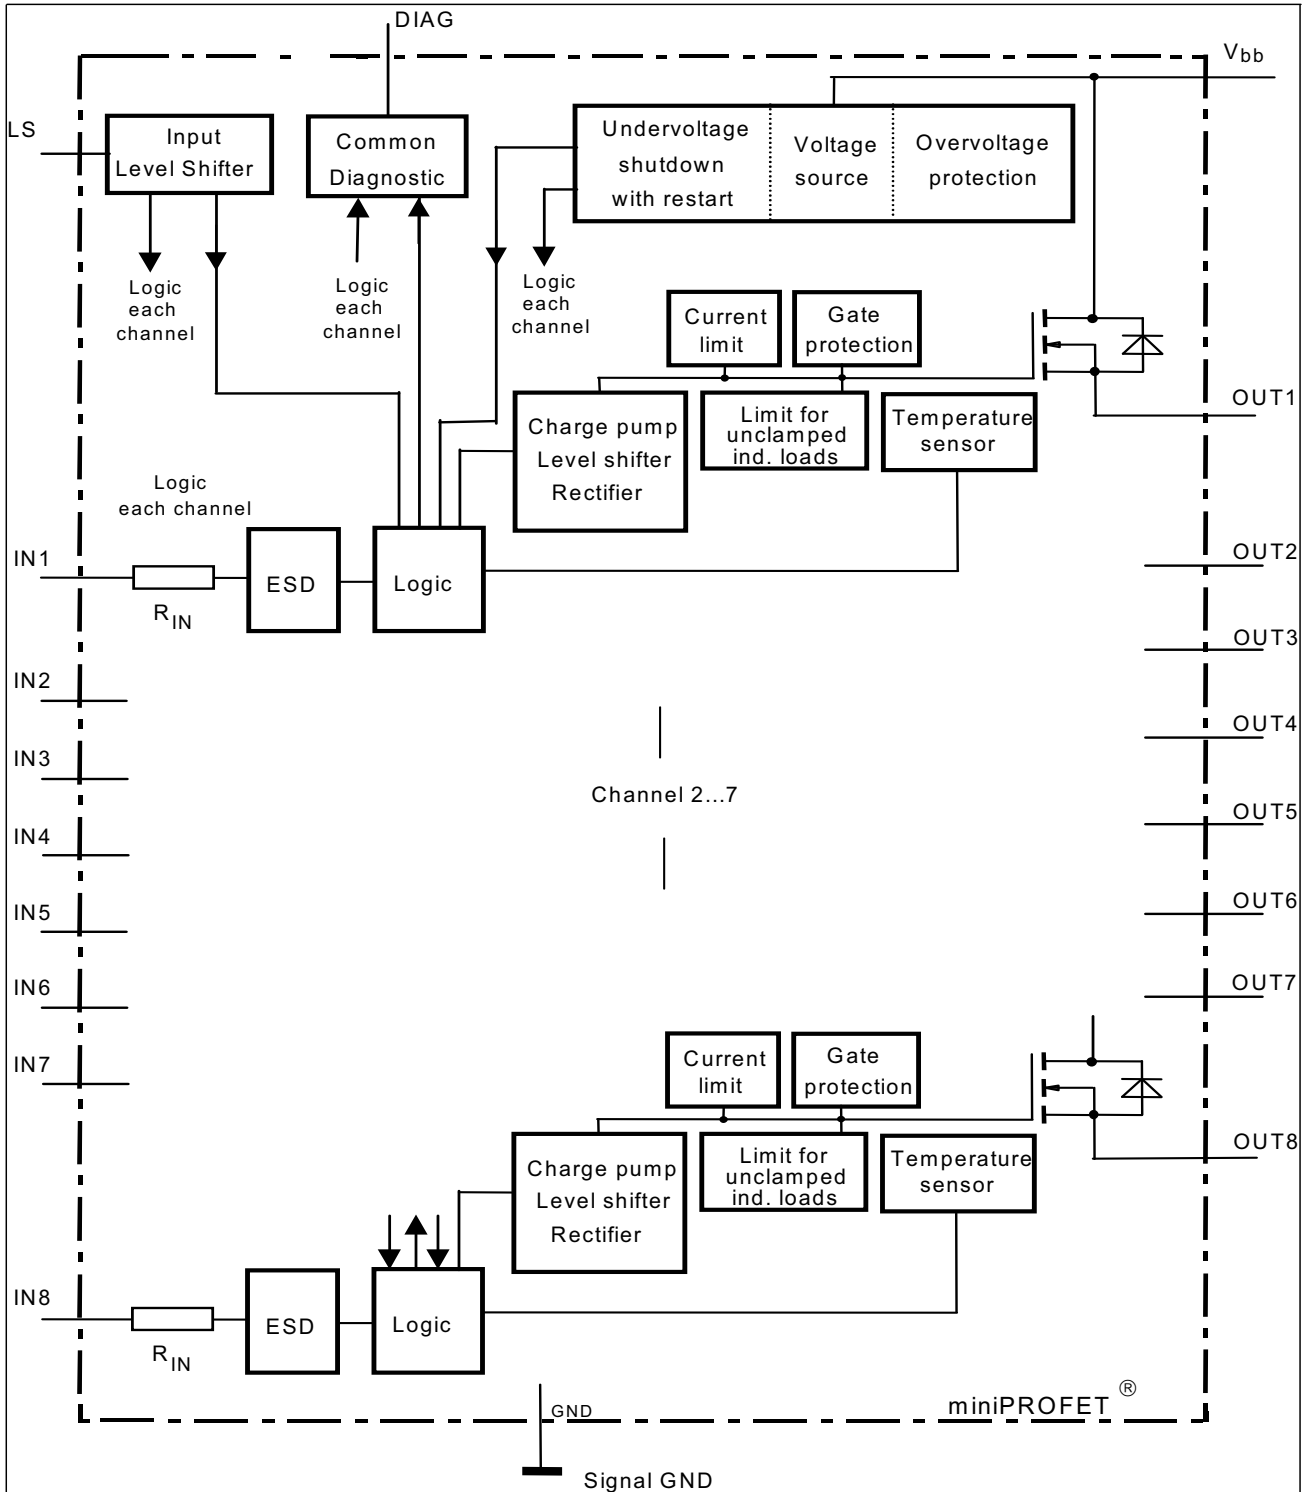 DIAG
Vbb
LS
Input
Level Shifter
Common
Diagnostic
Undervoltage
shutdown
with restart
Voltage
source
Overvoltage
protection
Logic
each
channel
Logic
each
channel
Logic
each
channel
Current
limit
Gate
protection
OUT1
Charge pump
Level shifter
Rectifier
Limit for
unclamped
ind. loads
Temperature
sensor
Logic
each channel
IN1
RIN
ESD
Logic
OUT2
OUT3
IN2
OUT4
IN3
Channel 2...7
OUT5
IN4
OUT6
IN5
OUT7
IN6
IN7
Current
limit
Gate
protection
OUT8
Charge pump
Level shifter
Rectifier
Limit for
unclamped
ind. loads
Temperature
sensor
IN8
RIN
ESD
Logic
miniPROFET ®
GND
Signal GND